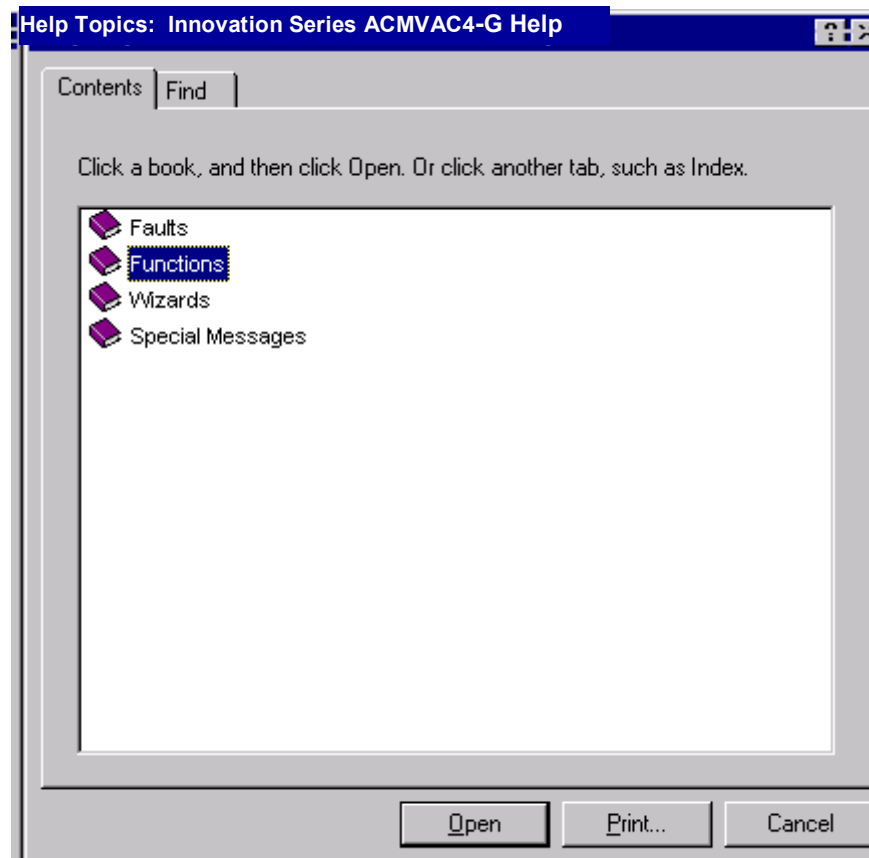 Help Topics:  Innovation Series ACMVAC4-G Help
Contents
Find
Click a book, and then click Open. Or click another tab, such as Index.
Faults
Functions
Wizards
Special Messages
Open
Print...
Cancel